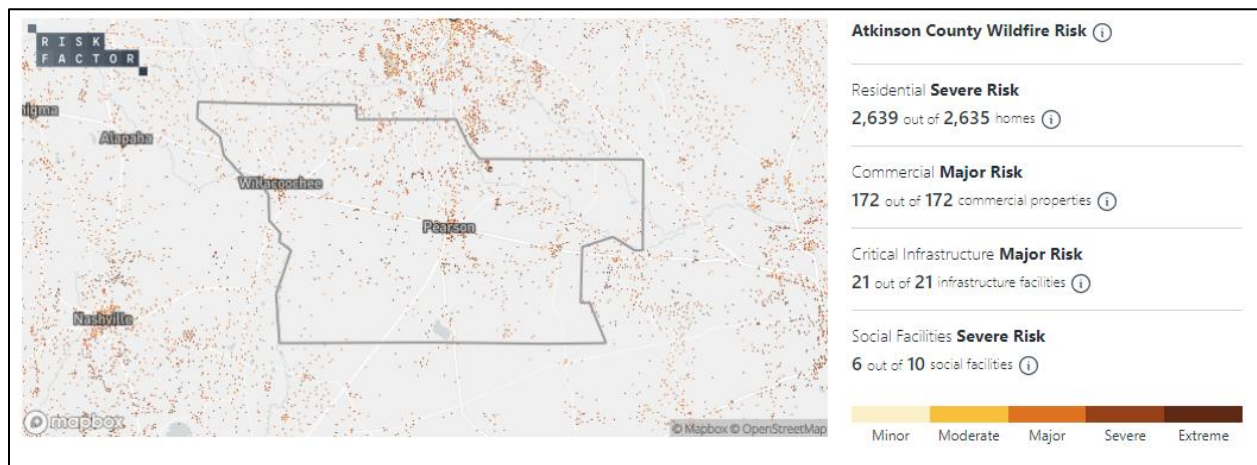 RISK
FACTOR
Alapaha
Willacoochee
Pearson
Nashville
mapbox
© Mapbox © OpenStreetMap
Atkinson County Wildfire Risk
Residential Severe Risk
2,639 out of 2,635 homes
Commercial Major Risk
172 out of 172 commercial properties
Critical Infrastructure Major Risk
21 out of 21 infrastructure facilities
Social Facilities Severe Risk
6 out of 10 social facilities
Minor Moderate Major Severe Extreme